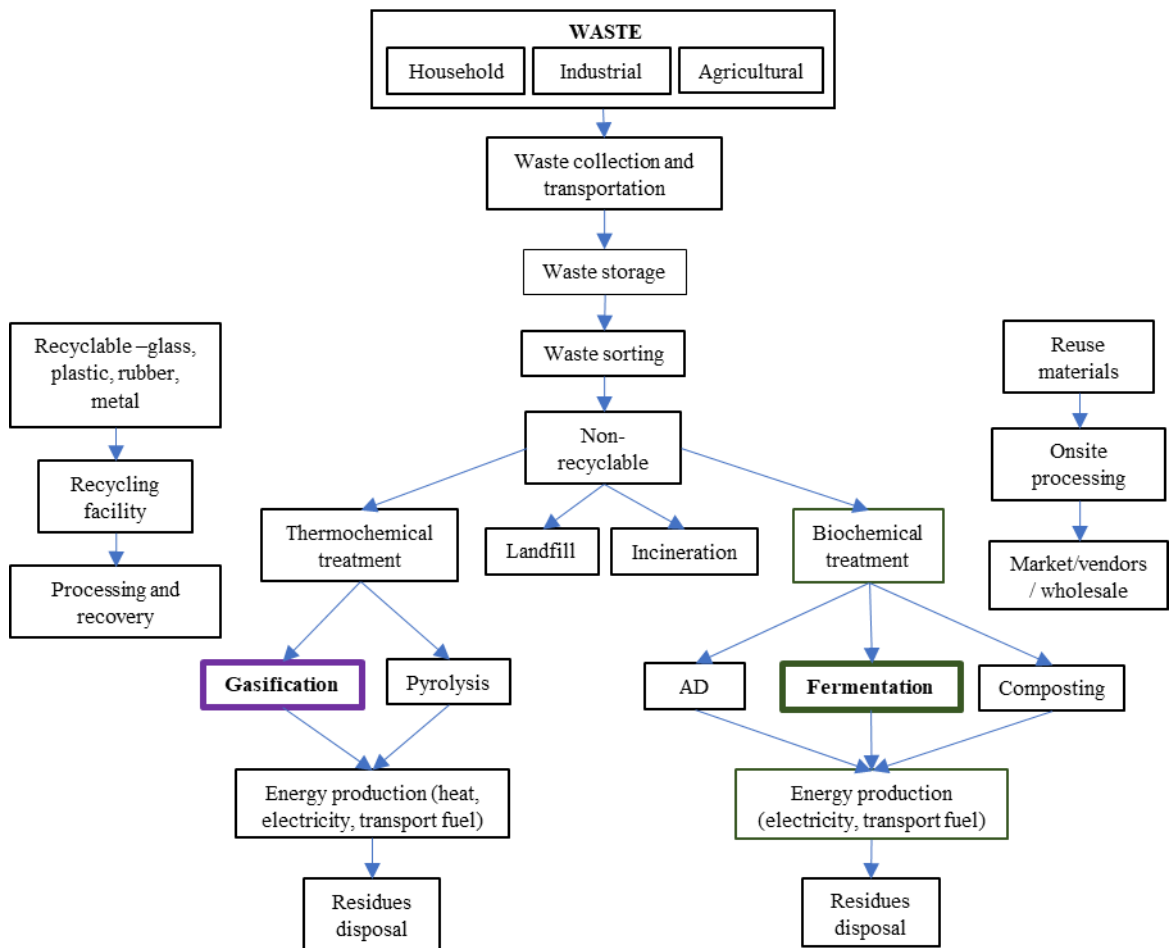 WASTE
Household
Industrial
Agricultural
Waste collection and
transportation
Waste storage
Waste sorting
Non-
recyclable
Recyclable –glass,
plastic, rubber,
metal
Recycling
facility
Processing and
recovery
Reuse
materials
Onsite
processing
Market/vendors
/ wholesale
Thermochemical
treatment
Landfill
Incineration
Biochemical
treatment
Gasification
Pyrolysis
AD
Fermentation
Composting
Energy production (heat,
electricity, transport fuel)
Energy production
(electricity, transport fuel)
Residues
disposal
Residues
disposal